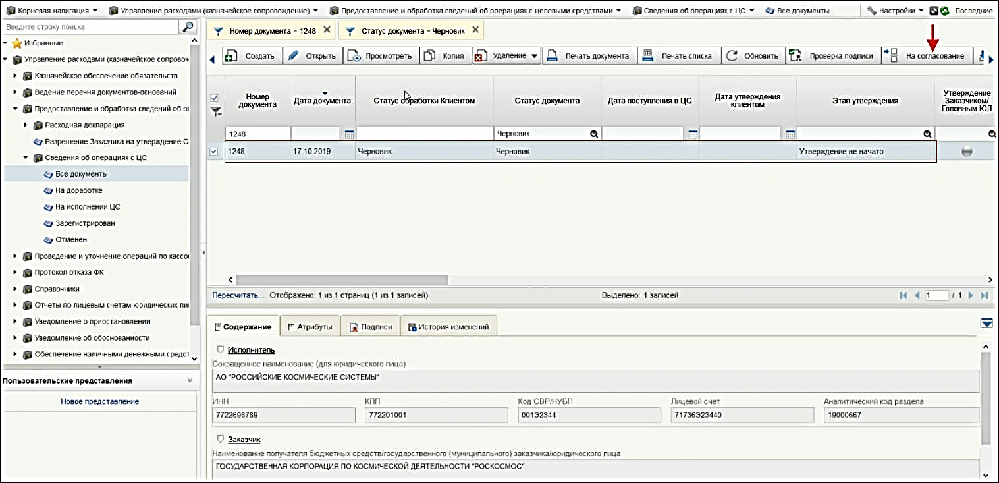 Корневая навигация Управление расходами (казначейское сопровождение) Предоставление и обработка сведений об операциях с целевыми средствами Сведения об операциях с ЦС Все документы Настройки Последние
Введите строку поиска
Избранные
Управление расходами (казначейское сопровож
Казначейское обеспечение обязательств
Ведение перечня документов-оснований
Предоставление и обработка сведений об оп
Расходная декларация
Разрешение Заказчика на утверждение С
Сведения об операциях с ЦС
Все документы
На доработке
На исполнении ЦС
Зарегистрирован
Отменен
Проведение и уточнение операций по кассо
Протокол отказа ФК
Справочники
Отчеты по лицевым счетам юридических ли
Уведомление о приостановлении
Уведомление об обоснованности
Обеспечение наличными денежными средст
Пользовательские представления
Новое представление
Номер документа = 1248 Статус документа = Черновик
Создать Открыть Просмотреть Копия Удаление Печать документа Печать списка Обновить Проверка подписи На согласование
Номер документа Дата документа Статус обработки Клиентом Статус документа Дата поступления в ЦС Дата утверждения клиентом Этап утверждения Утверждение Заказчиком/ Головным ЮЛ
1248 Черновик
1248 17.10.2019 Черновик Черновик Утверждение не начато
Пересчитать... Отображено: 1 из 1 страниц (1 из 1 записей) Выделено: 1 записей 1 / 1
Содержание Атрибуты Подписи История изменений
Исполнитель
Сокращенное наименование (для юридического лица)
АО "РОССИЙСКИЕ КОСМИЧЕСКИЕ СИСТЕМЫ"
ИНН КПП Код СВР/НУБП Лицевой счет Аналитический код раздела
7722698789 772201001 001Э2344 71736Э23440 19000667
Заказчик
Наименование получателя бюджетных средств/государственного (муниципального) заказчика/юридического лица
ГОСУДАРСТВЕННАЯ КОРПОРАЦИЯ ПО КОСМИЧЕСКОЙ ДЕЯТЕЛЬНОСТИ "РОСКОСМОС"